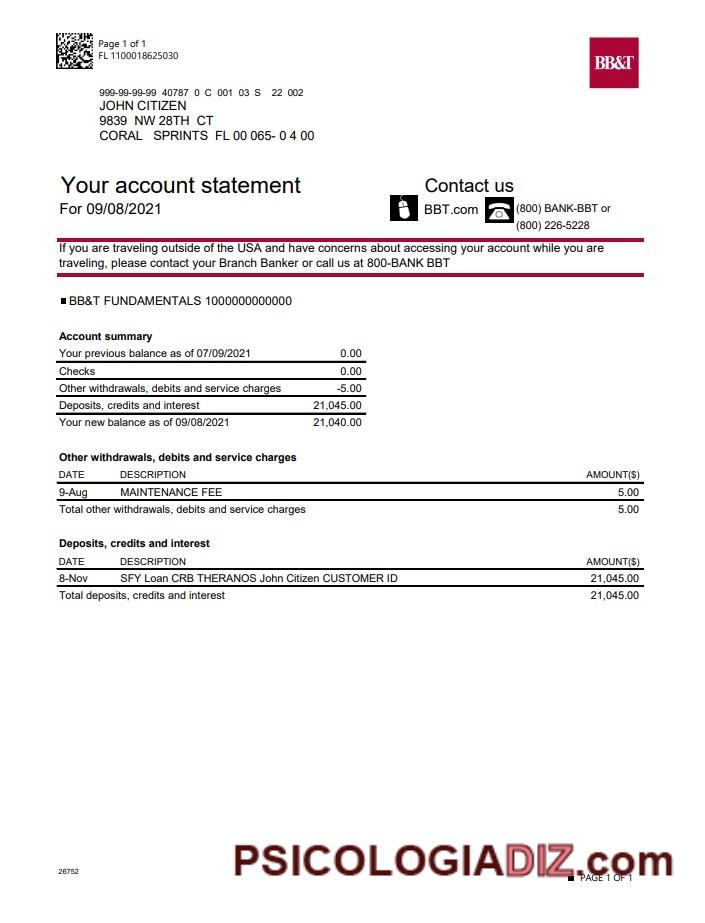 Page 1 of 1
FL 1100018625030
BB&T
999-99-99-99 40787 0 C 001 03 S 22 002
JOHN CITIZEN
9839 NW 28TH CT
CORAL SPRINTS FL 00 065- 0 4 00
Your account statement
For 09/08/2021
Contact us
BBT.com
(800) BANK-BBT or
(800) 226-5228
If you are traveling outside of the USA and have concerns about accessing your account while you are
traveling, please contact your Branch Banker or call us at 800-BANK BBT
BB&T FUNDAMENTALS 1000000000000
Account summary
Your previous balance as of 07/09/2021 0.00
Checks 0.00
Other withdrawals, debits and service charges -5.00
Deposits, credits and interest 21,045.00
Your new balance as of 09/08/2021 21,040.00
Other withdrawals, debits and service charges
DATE DESCRIPTION AMOUNT($)
9-Aug MAINTENANCE FEE 5.00
Total other withdrawals, debits and service charges 5.00
Deposits, credits and interest
DATE DESCRIPTION AMOUNT($)
8-Nov SFY Loan CRB THERANOS John Citizen CUSTOMER ID 21,045.00
Total deposits, credits and interest 21,045.00
26752
PSICOLOGIADIZ.com
PAGE 1 OF 1